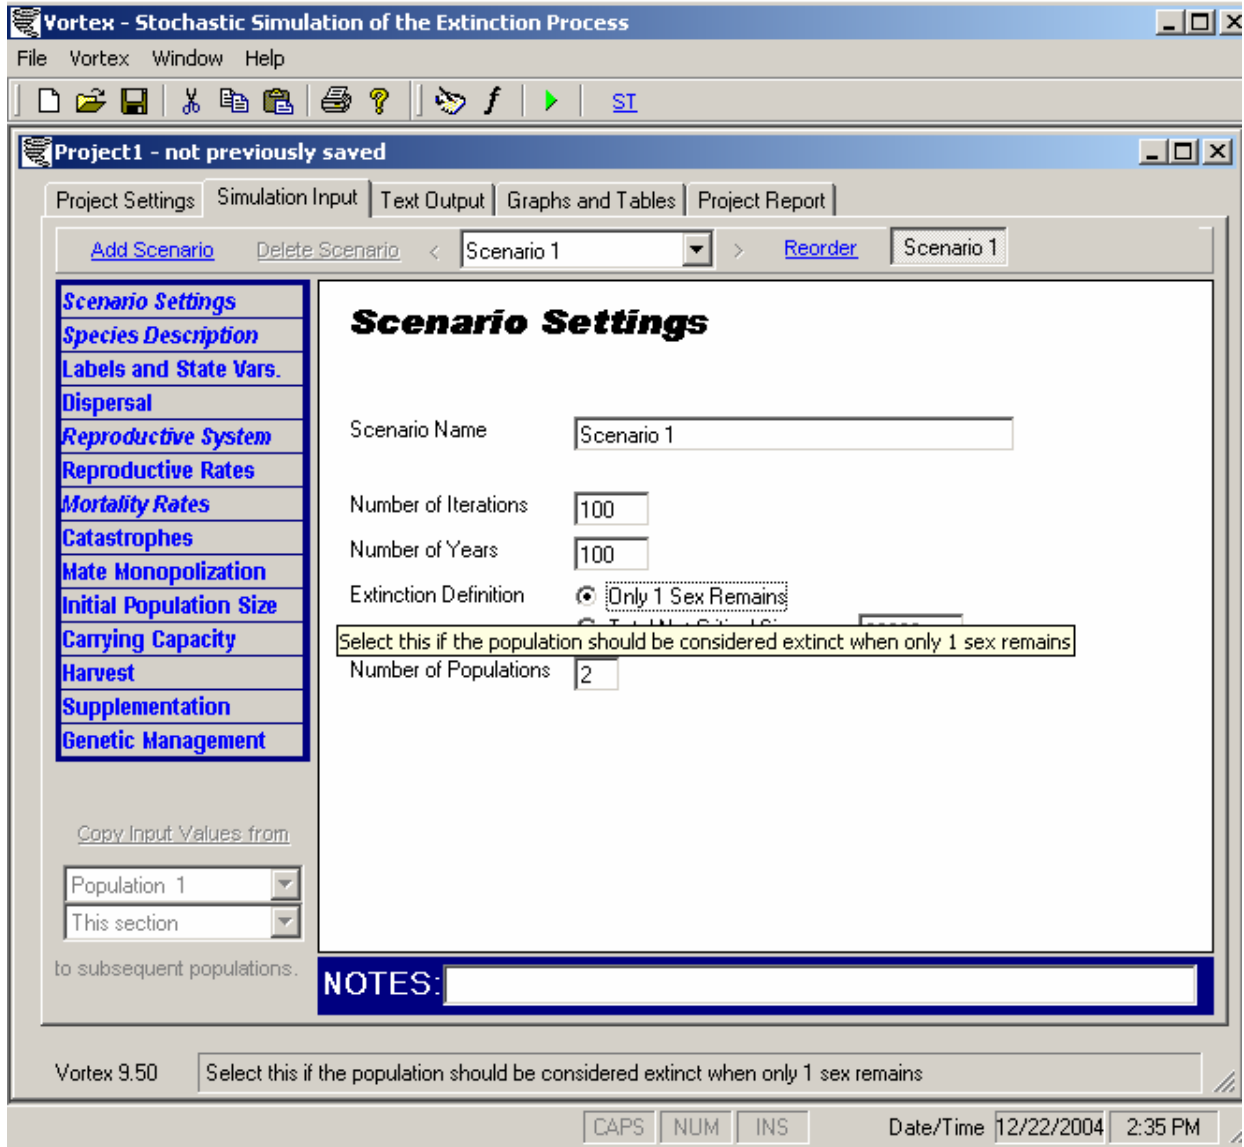 Vortex - Stochastic Simulation of the Extinction Process
File Vortex Window Help
ST
Project1 - not previously saved
Project Settings Simulation Input Text Output Graphs and Tables Project Report
Add Scenario Delete Scenario < Scenario 1 > Reorder Scenario 1
Scenario Settings
Species Description
Labels and State Vars.
Dispersal
Reproductive System
Reproductive Rates
Mortality Rates
Catastrophes
Mate Monopolization
Initial Population Size
Carrying Capacity
Harvest
Supplementation
Genetic Management
Copy Input Values from
Population 1
This section
to subsequent populations.
Scenario Settings
Scenario Name Scenario 1
Number of Iterations 100
Number of Years 100
Extinction Definition Only 1 Sex Remains
Select this if the population should be considered extinct when only 1 sex remains
Number of Populations 2
NOTES:
Vortex 9.50 Select this if the population should be considered extinct when only 1 sex remains
CAPS NUM INS Date/Time 12/22/2004 2:35 PM